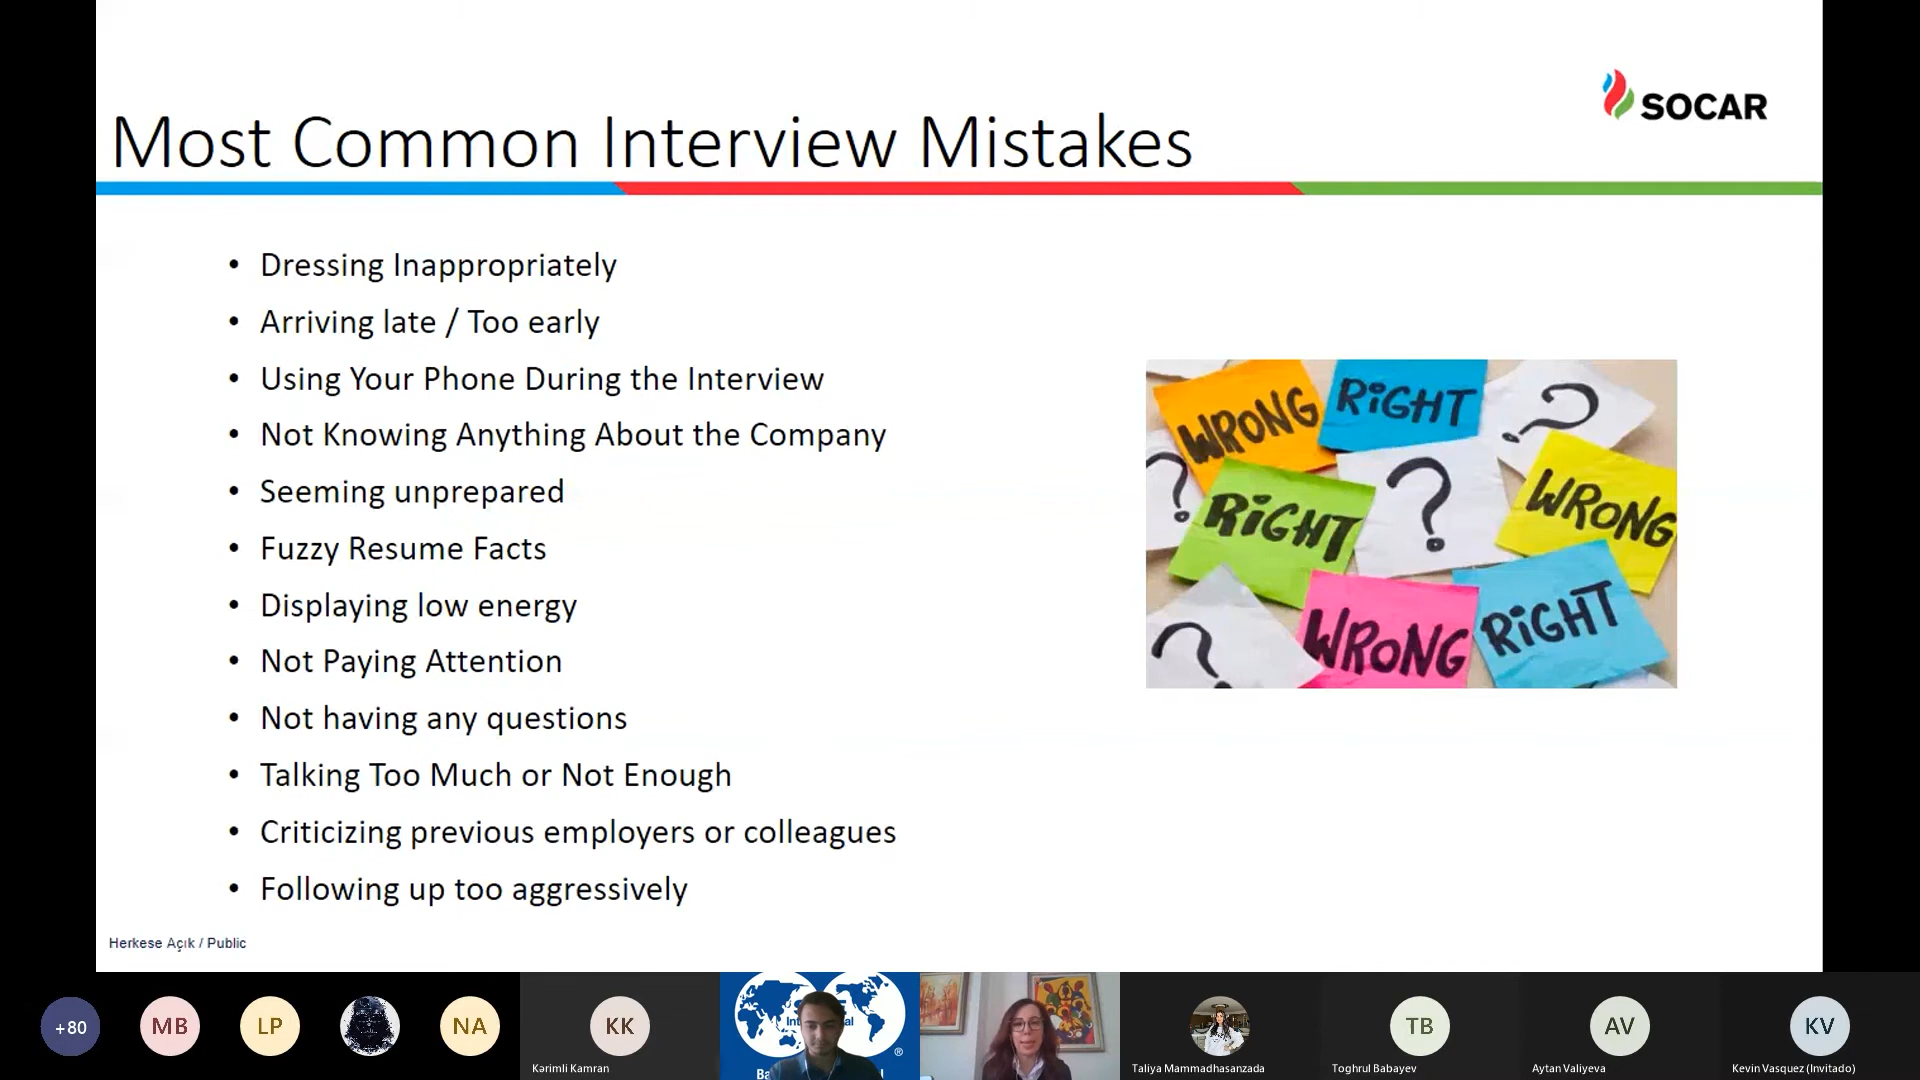 SOCAR
Most Common Interview Mistakes
• Dressing Inappropriately
• Arriving late / Too early
• Using Your Phone During the Interview
• Not Knowing Anything About the Company
• Seeming unprepared
• Fuzzy Resume Facts
• Displaying low energy
• Not Paying Attention
• Not having any questions
• Talking Too Much or Not Enough
• Criticizing previous employers or colleagues
• Following up too aggressively
WRONG
RiGHT
?
?
RiGHT
?
WRONG
?
WRONG
RiGHT
Herkese Açık / Public
+80
MB
LP
NA
KK
Kərimli Kamran
®
TB
AV
KV
Taliya Mammadhasanzada
Toghrul Babayev
Aytan Valiyeva
Kevin Vasquez (Invitado)